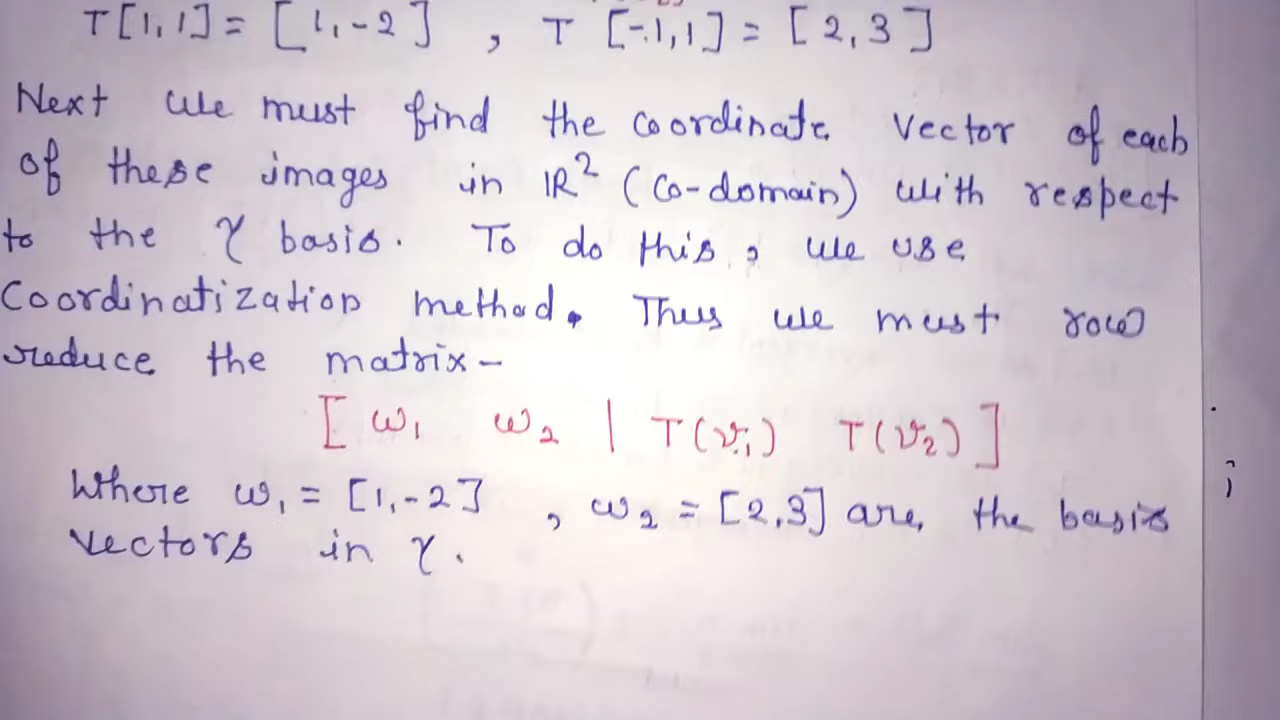 T[1,1] = [1,-2] , T [-1,1] = [2,3]
Next we must find the coordinate vector of each
of these images in IR² (co-domain) with respect
to the γ basis. To do this, we use
Coordinatization method. Thus we must row
reduce the matrix-
[ω₁ ω₂ | T(v₁) T(v₂)]
Where ω₁ = [1,-2] , ω₂ = [2,3] are, the basis
vectors in γ.